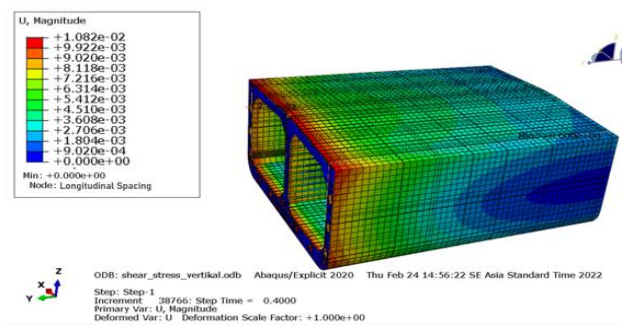 U, Magnitude
+1.082e-02
+9.922e-03
+9.020e-03
+8.118e-03
+7.216e-03
+6.314e-03
+5.412e-03
+4.510e-03
+3.608e-03
+2.706e-03
+1.804e-03
+9.020e-04
+0.000e+00
Min: +0.000e+00
Node: Longitudinal Spacing
Z
Y
Min: +0.000e+00
Z
X
Y
ODB: shear_stress_vertikal.odb Abaqus/Explicit 2020 Thu Feb 24 14:56:22 SE Asia Standard Time 2022
Step: Step-1
Increment 38766: Step Time = 0.4000
Primary Var: U, Magnitude
Deformed Var: U Deformation Scale Factor: +1.000e+00